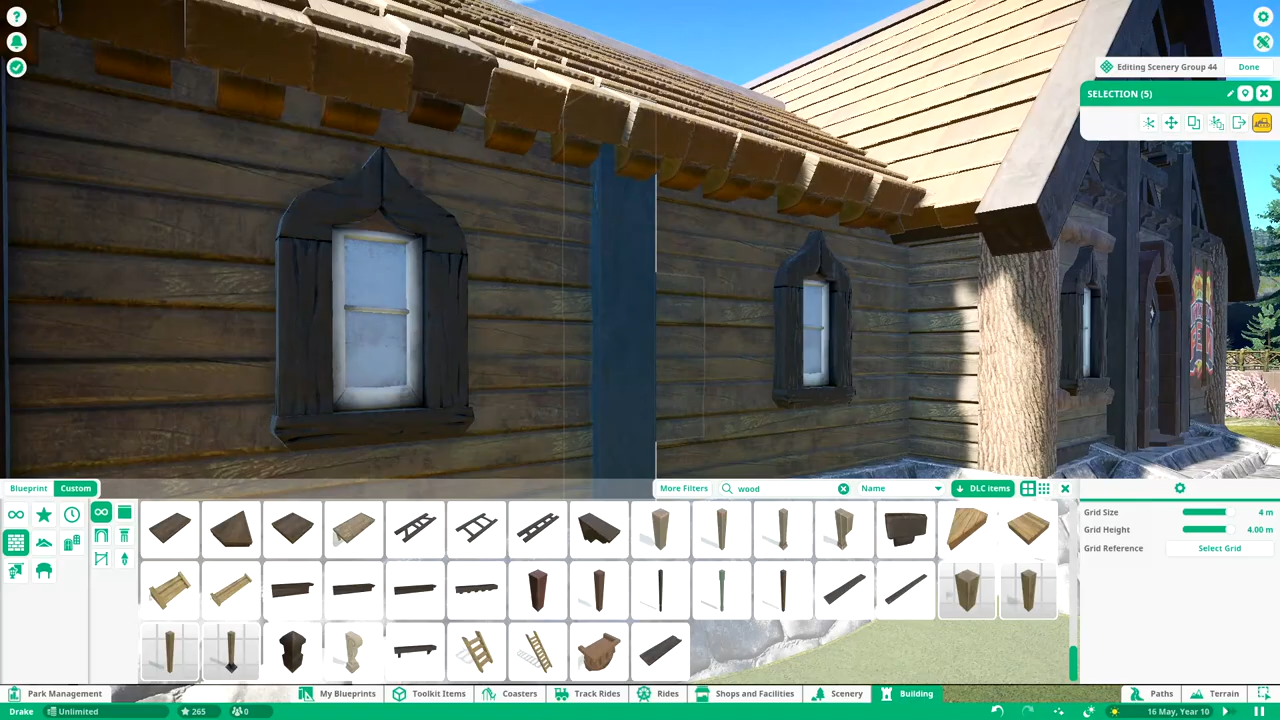 Editing Scenery Group 44
Done
SELECTION (5)
Blueprint
Custom
More Filters
wood
Name
DLC items
Grid Size
4 m
Grid Height
4.00 m
Grid Reference
Select Grid
Park Management
My Blueprints
Toolkit Items
Coasters
Track Rides
Rides
Shops and Facilities
Scenery
Building
Paths
Terrain
Drake
Unlimited
265
0
16 May, Year 10